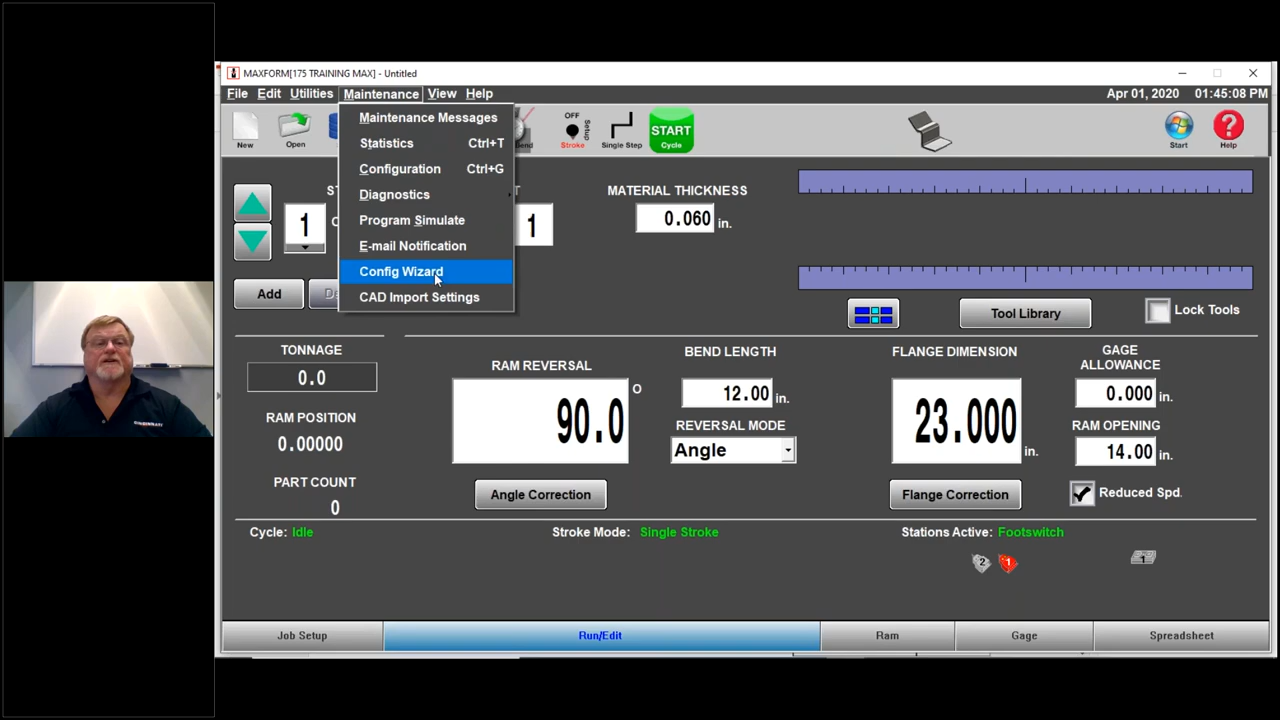 MAXFORM[175 TRAINING MAX] - Untitled
File Edit Utilities Maintenance View Help
Apr 01, 2020 01:45:08 PM
Maintenance Messages
Statistics Ctrl+T
Configuration Ctrl+G
Diagnostics
Program Simulate
E-mail Notification
Config Wizard
CAD Import Settings
New
Open
OFF
Setup
Stroke
Single Step
START
Cycle
Start
Help
1
1
MATERIAL THICKNESS
0.060 in.
Add
Tool Library
Lock Tools
TONNAGE
0.0
RAM POSITION
0.00000
PART COUNT
0
RAM REVERSAL
90.0 O
Angle Correction
BEND LENGTH
12.00 in.
REVERSAL MODE
Angle
FLANGE DIMENSION
23.000 in.
Flange Correction
GAGE
ALLOWANCE
0.000 in.
RAM OPENING
14.00 in.
Reduced Spd.
Cycle: Idle
Stroke Mode: Single Stroke
Stations Active: Footswitch
2 1
1
Job Setup
Run/Edit
Ram
Gage
Spreadsheet